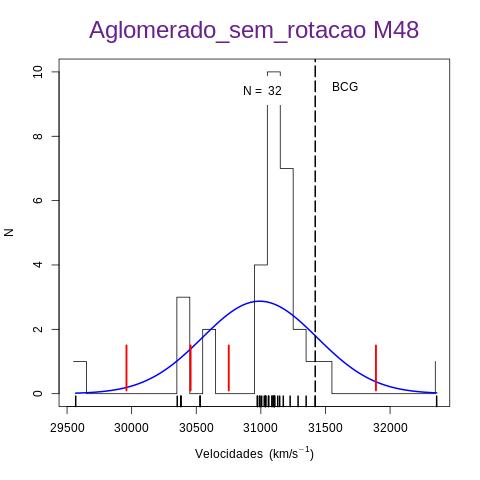 Aglomerado_sem_rotacao M48
N = 32
BCG
N
10
8
6
4
2
0
29500 30000 30500 31000 31500 32000
Velocidades (km/s⁻¹)